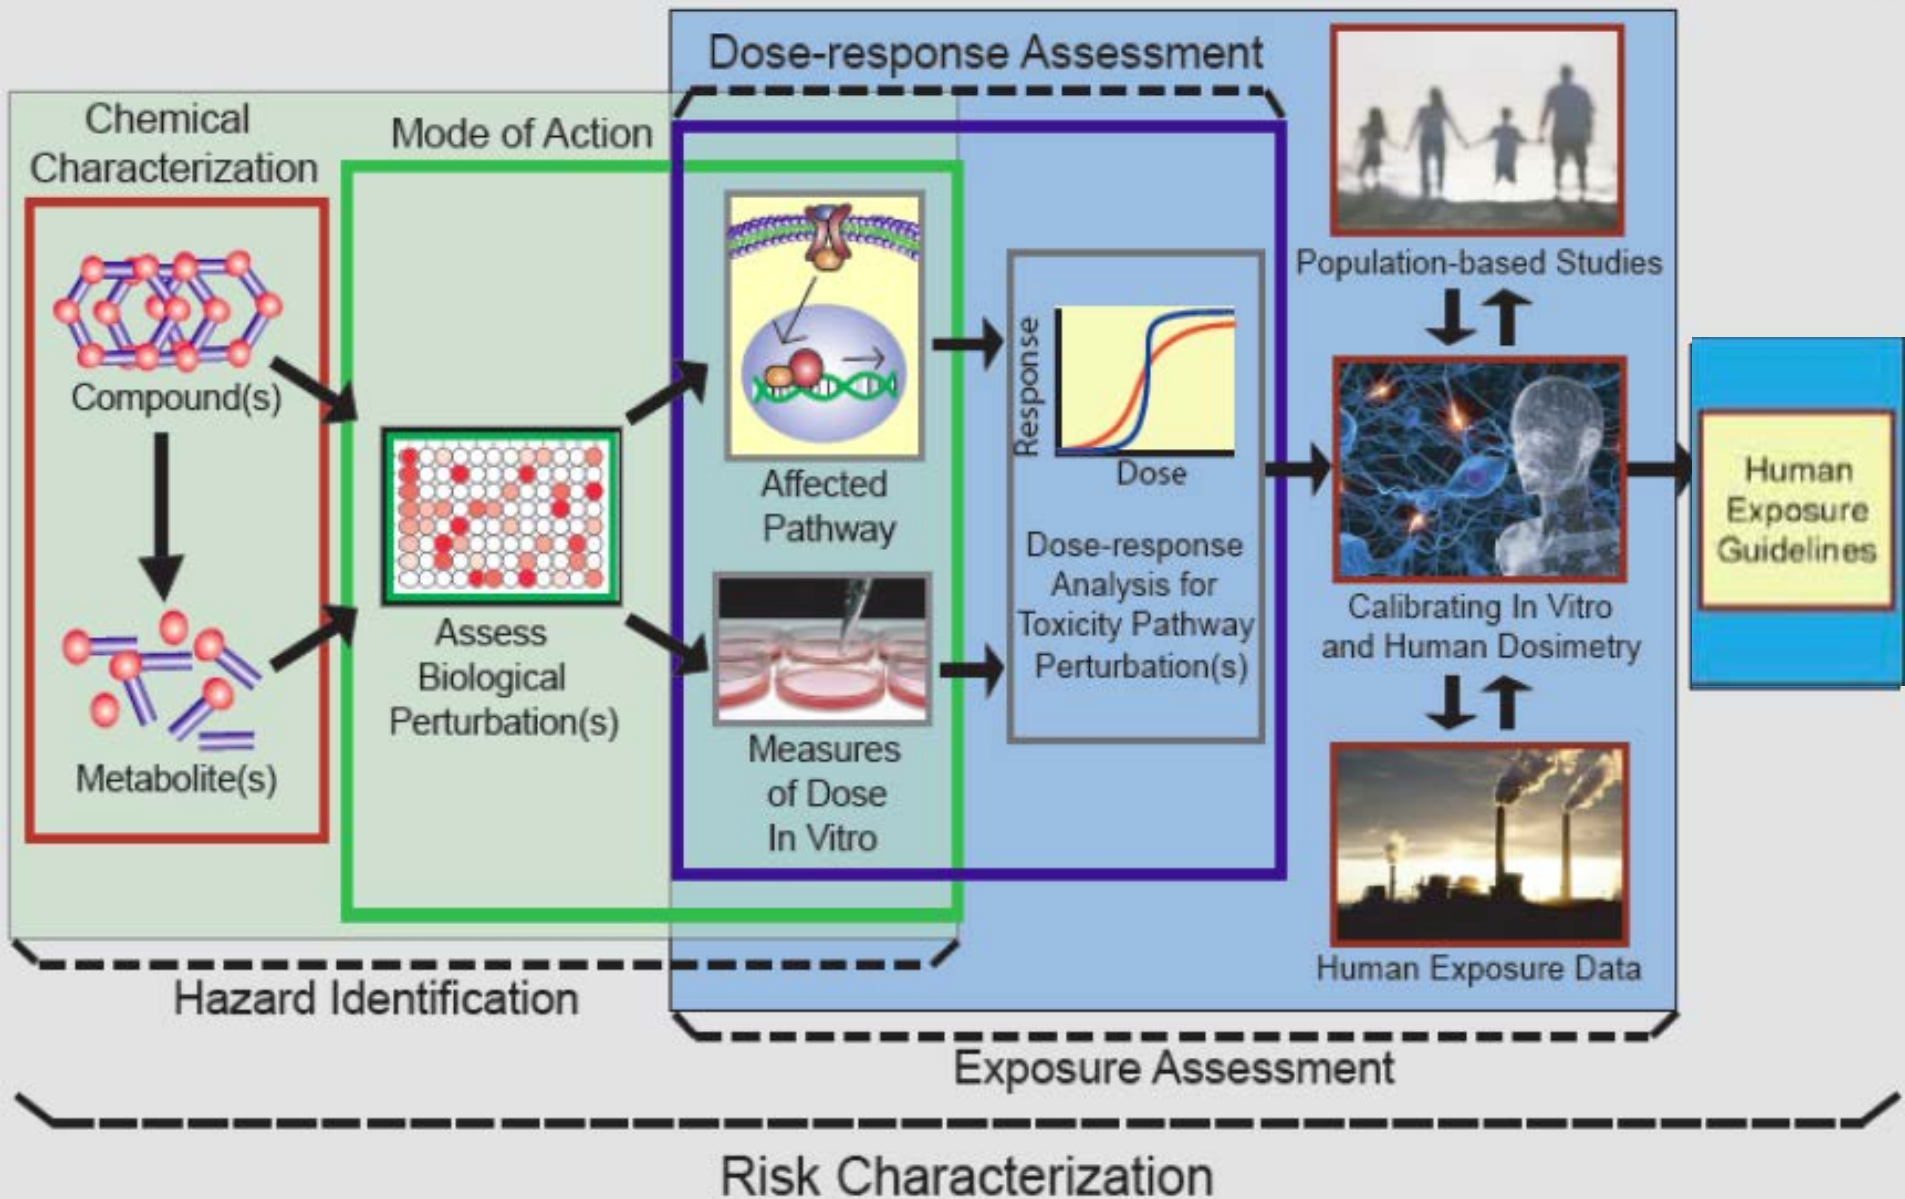 Dose-response Assessment
Chemical
Characterization
Mode of Action
Compound(s)
Metabolite(s)
Assess
Biological
Perturbation(s)
Affected
Pathway
Measures
of Dose
In Vitro
Response
Dose
Dose-response
Analysis for
Toxicity Pathway
Perturbation(s)
Population-based Studies
Calibrating In Vitro
and Human Dosimetry
Human Exposure Data
Human
Exposure
Guidelines
Hazard Identification
Exposure Assessment
Risk Characterization